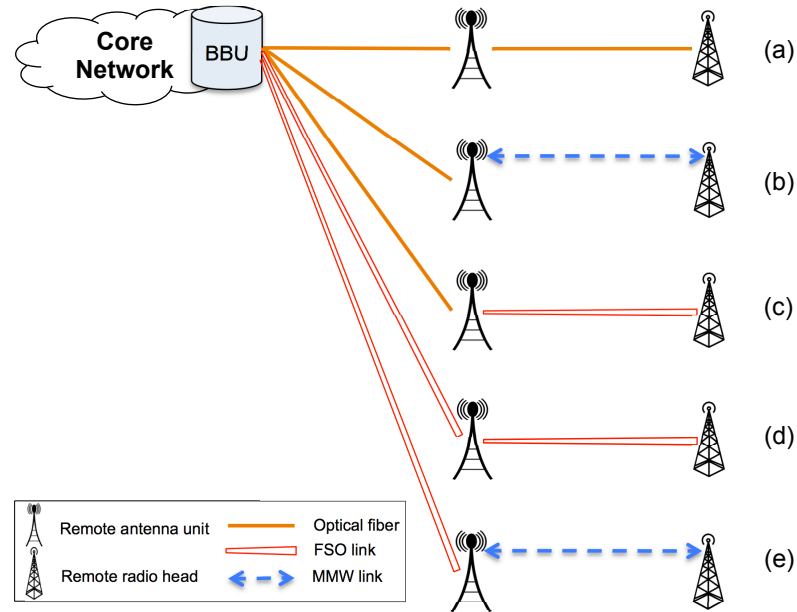 Core
Network
BBU
(a)
(b)
(c)
(d)
(e)
Remote antenna unit
Optical fiber
FSO link
Remote radio head
MMW link